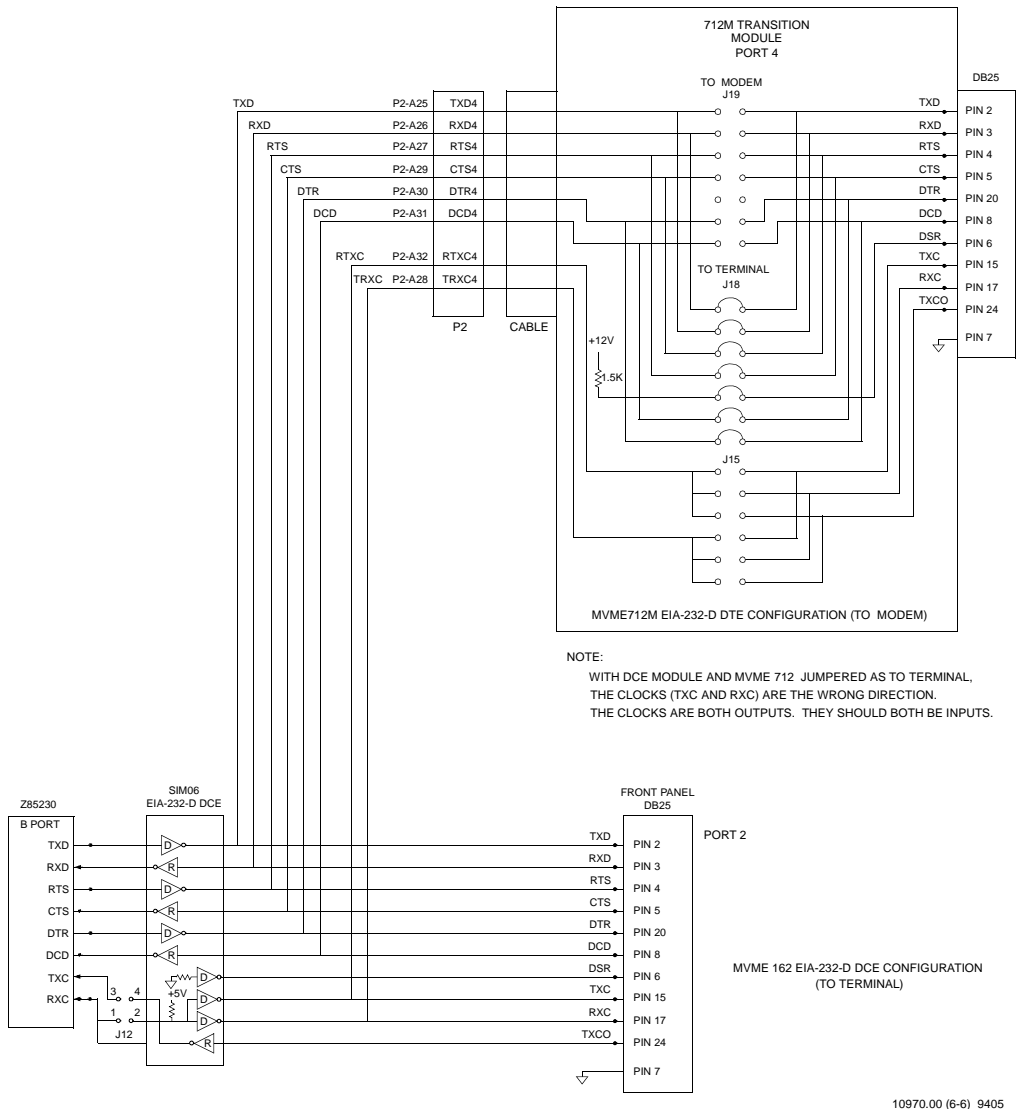 712M TRANSITION
MODULE
PORT 4
DB25
TO MODEM
J19
TXD P2-A25 TXD4 TXD PIN 2
RXD P2-A26 RXD4 RXD PIN 3
RTS P2-A27 RTS4 RTS PIN 4
CTS P2-A29 CTS4 CTS PIN 5
DTR P2-A30 DTR4 DTR PIN 20
DCD P2-A31 DCD4 DCD PIN 8
DSR PIN 6
RTXC P2-A32 RTXC4 TXC PIN 15
TRXC P2-A28 TRXC4 RXC PIN 17
TXCO PIN 24
TO TERMINAL
J18
P2 CABLE
PIN 7
+12V
1.5K
J15
MVME712M EIA-232-D DTE CONFIGURATION (TO MODEM)
NOTE:
WITH DCE MODULE AND MVME 712 JUMPERED AS TO TERMINAL,
THE CLOCKS (TXC AND RXC) ARE THE WRONG DIRECTION.
THE CLOCKS ARE BOTH OUTPUTS. THEY SHOULD BOTH BE INPUTS.
Z85230
B PORT
SIM06
EIA-232-D DCE
FRONT PANEL
DB25
PORT 2
TXD D TXD PIN 2
RXD R RXD PIN 3
RTS D RTS PIN 4
CTS R CTS PIN 5
DTR D DTR PIN 20
DCD R DCD PIN 8
D DSR PIN 6
TXC 3 4 +5V D TXC PIN 15
RXC 1 2 D RXC PIN 17
J12 R TXCO PIN 24
PIN 7
MVME 162 EIA-232-D DCE CONFIGURATION
(TO TERMINAL)
10970.00 (6-6) 9405